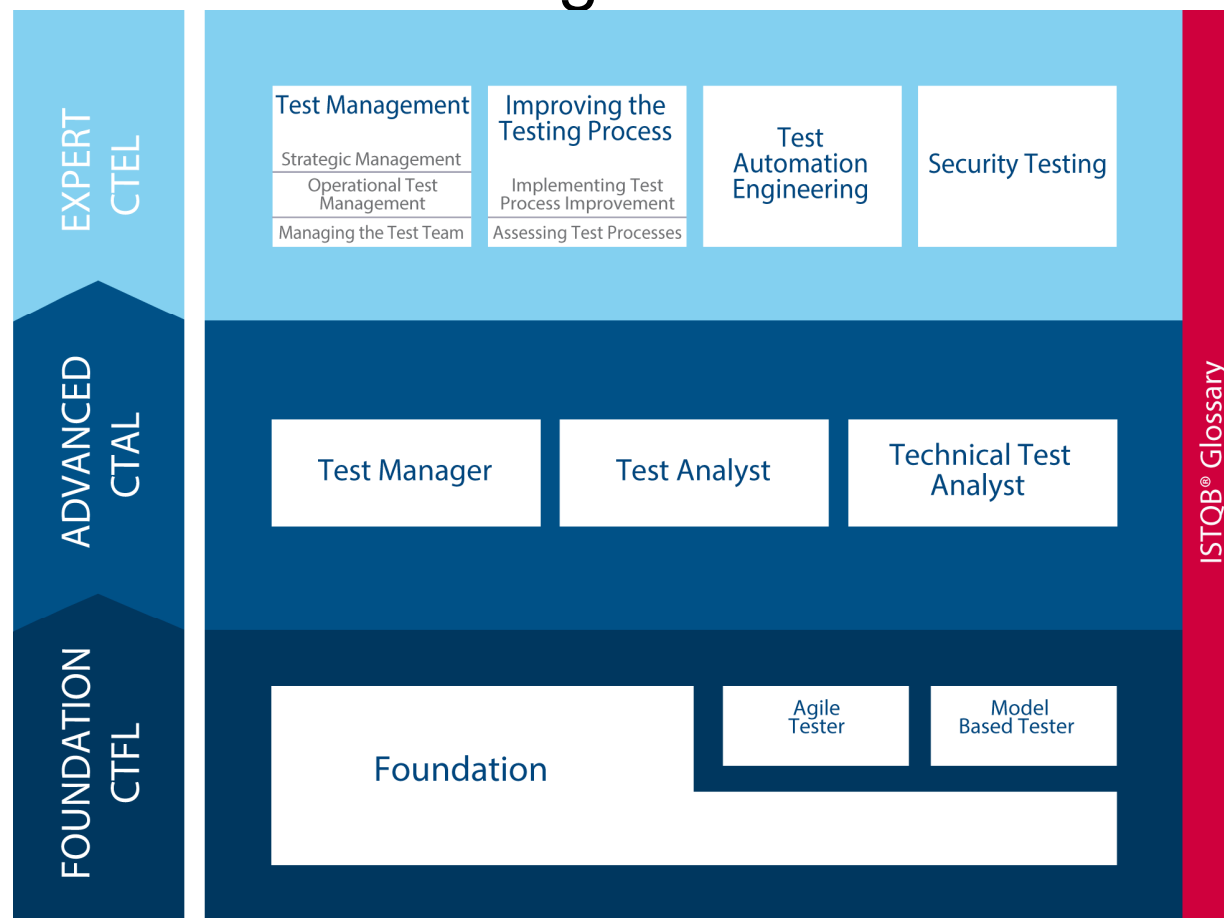 EXPERT
CTEL
Test Management
Strategic Management
Operational Test
Management
Managing the Test Team
Improving the
Testing Process
Implementing Test
Process Improvement
Assessing Test Processes
Test
Automation
Engineering
Security Testing
ADVANCED
CTAL
Test Manager
Test Analyst
Technical Test
Analyst
FOUNDATION
CTFL
Foundation
Agile
Tester
Model
Based Tester
ISTQB® Glossary